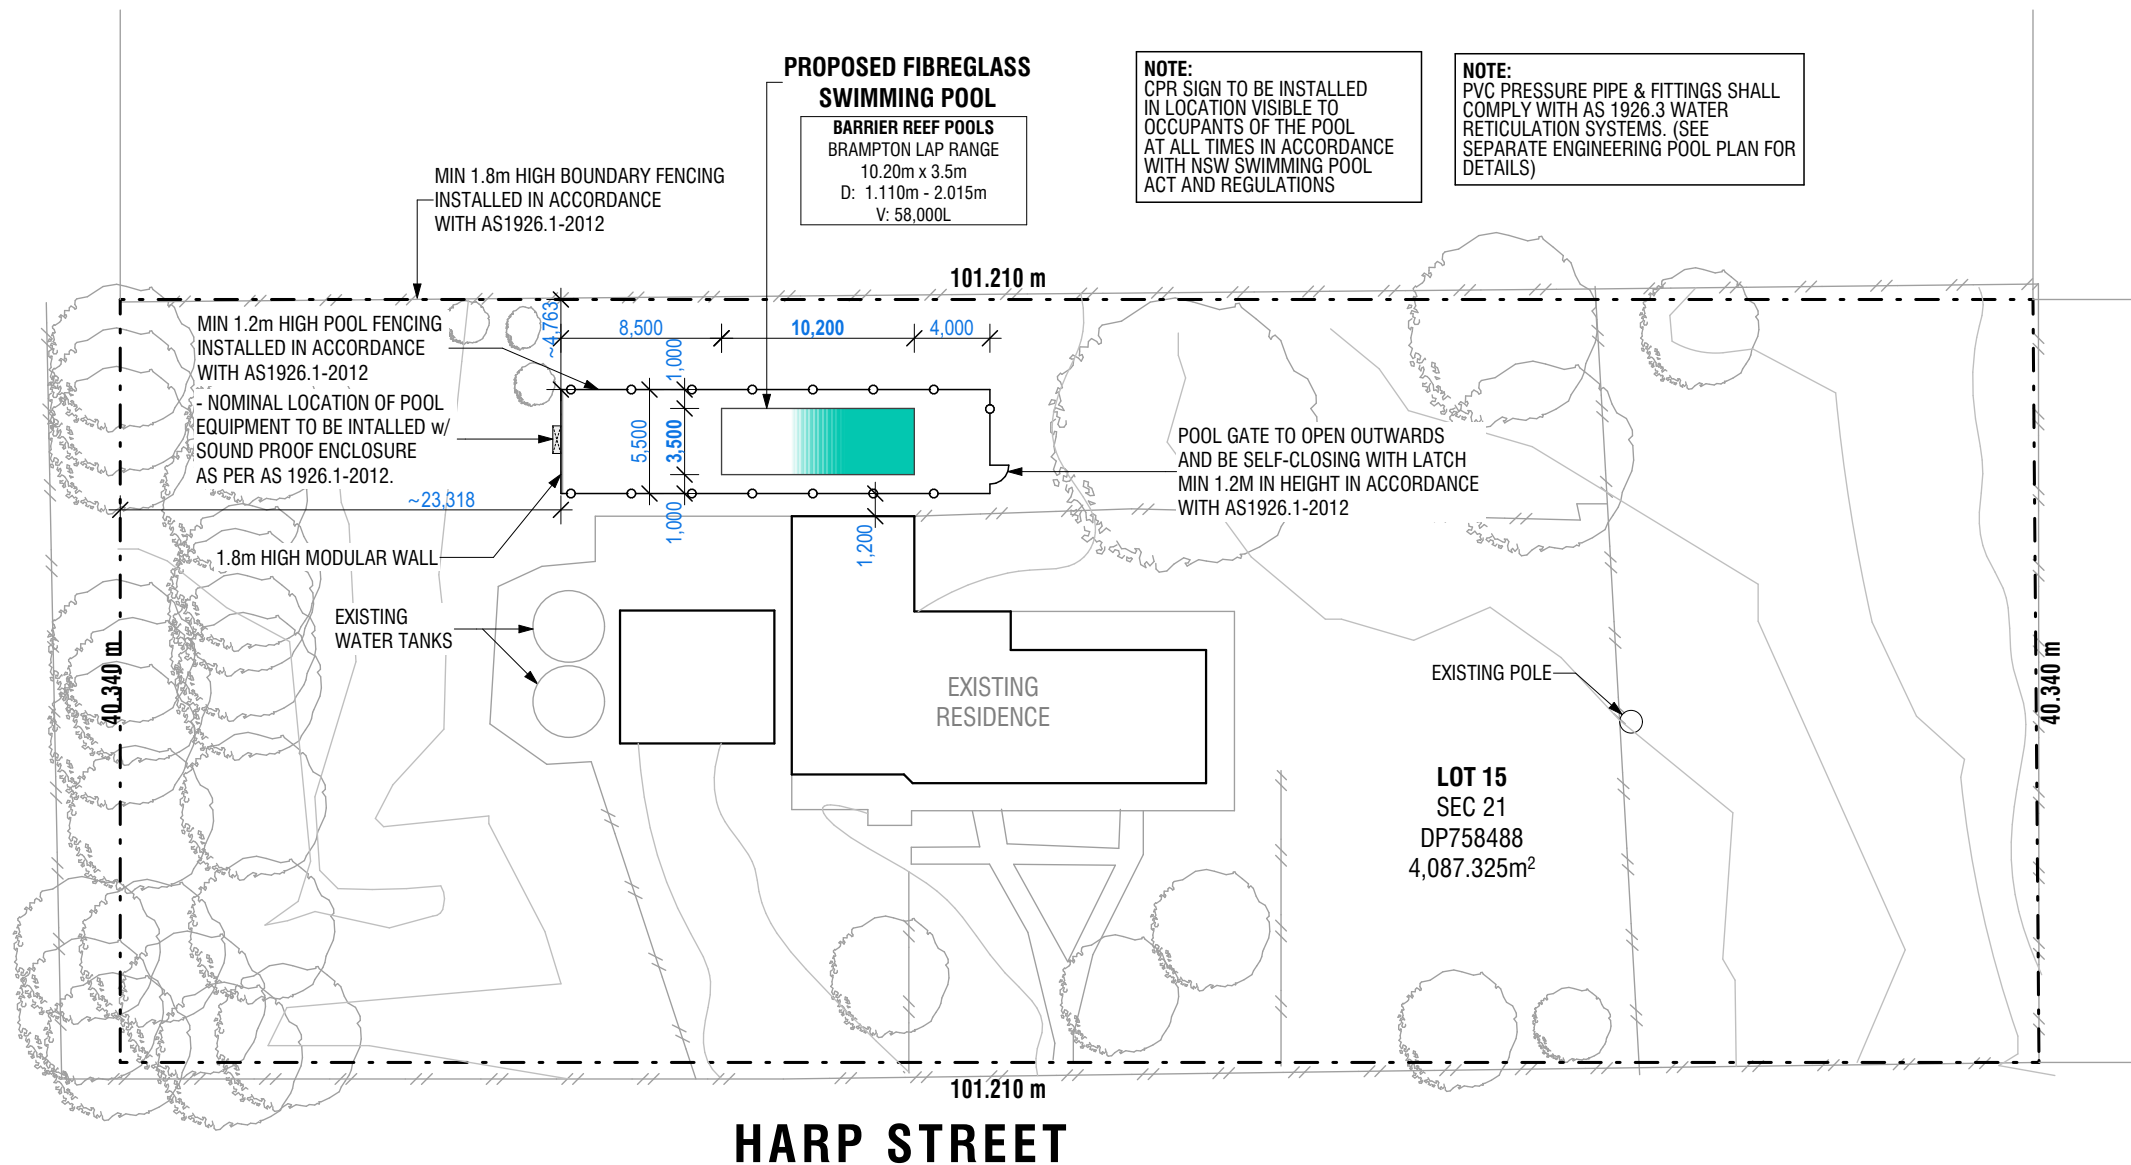 PROPOSED FIBREGLASS
SWIMMING POOL
BARRIER REEF POOLS
BRAMPTON LAP RANGE
10.20m x 3.5m
D: 1.110m - 2.015m
V: 58,000L
NOTE:
CPR SIGN TO BE INSTALLED
IN LOCATION VISIBLE TO
OCCUPANTS OF THE POOL
AT ALL TIMES IN ACCORDANCE
WITH NSW SWIMMING POOL
ACT AND REGULATIONS
NOTE:
PVC PRESSURE PIPE & FITTINGS SHALL
COMPLY WITH AS 1926.3 WATER
RETICULATION SYSTEMS. (SEE
SEPARATE ENGINEERING POOL PLAN FOR
DETAILS)
MIN 1.8m HIGH BOUNDARY FENCING
INSTALLED IN ACCORDANCE
WITH AS1926.1-2012
101.210 m
MIN 1.2m HIGH POOL FENCING
INSTALLED IN ACCORDANCE
WITH AS1926.1-2012
- NOMINAL LOCATION OF POOL
EQUIPMENT TO BE INTALLED w/
SOUND PROOF ENCLOSURE
AS PER AS 1926.1-2012.
~4,763
8,500
10,200
4,000
1,000
5,500
3,500
1,000
1,200
~23,318
POOL GATE TO OPEN OUTWARDS
AND BE SELF-CLOSING WITH LATCH
MIN 1.2M IN HEIGHT IN ACCORDANCE
WITH AS1926.1-2012
1.8m HIGH MODULAR WALL
EXISTING
WATER TANKS
40.340 m
EXISTING
RESIDENCE
EXISTING POLE
40.340 m
LOT 15
SEC 21
DP758488
4,087.325m²
101.210 m
HARP STREET